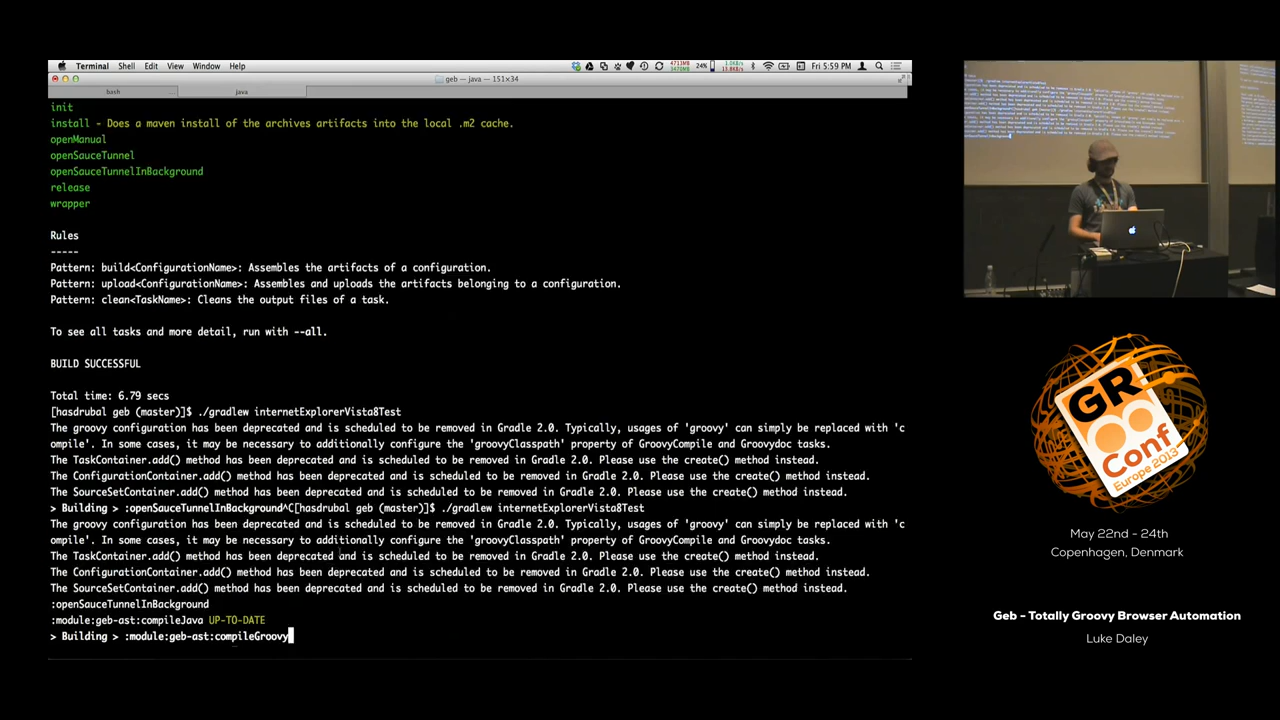 Terminal Shell Edit View Window Help
24% Fri 5:59 PM
geb — java — 151×34
bash java
init
install - Does a maven install of the archives artifacts into the local .m2 cache.
openManual
openSauceTunnel
openSauceTunnelInBackground
release
wrapper
Rules
-----
Pattern: build<ConfigurationName>: Assembles the artifacts of a configuration.
Pattern: upload<ConfigurationName>: Assembles and uploads the artifacts belonging to a configuration.
Pattern: clean<TaskName>: Cleans the output files of a task.
To see all tasks and more detail, run with --all.
BUILD SUCCESSFUL
Total time: 6.79 secs
[hasdrubal geb (master)]$ ./gradlew internetExplorerVista8Test
The groovy configuration has been deprecated and is scheduled to be removed in Gradle 2.0. Typically, usages of 'groovy' can simply be replaced with 'c
ompile'. In some cases, it may be necessary to additionally configure the 'groovyClasspath' property of GroovyCompile and Groovydoc tasks.
The TaskContainer.add() method has been deprecated and is scheduled to be removed in Gradle 2.0. Please use the create() method instead.
The ConfigurationContainer.add() method has been deprecated and is scheduled to be removed in Gradle 2.0. Please use the create() method instead.
The SourceSetContainer.add() method has been deprecated and is scheduled to be removed in Gradle 2.0. Please use the create() method instead.
> Building > :openSauceTunnelInBackground^C[hasdrubal geb (master)]$ ./gradlew internetExplorerVista8Test
The groovy configuration has been deprecated and is scheduled to be removed in Gradle 2.0. Typically, usages of 'groovy' can simply be replaced with 'c
ompile'. In some cases, it may be necessary to additionally configure the 'groovyClasspath' property of GroovyCompile and Groovydoc tasks.
The TaskContainer.add() method has been deprecated and is scheduled to be removed in Gradle 2.0. Please use the create() method instead.
The ConfigurationContainer.add() method has been deprecated and is scheduled to be removed in Gradle 2.0. Please use the create() method instead.
The SourceSetContainer.add() method has been deprecated and is scheduled to be removed in Gradle 2.0. Please use the create() method instead.
:openSauceTunnelInBackground
:module:geb-ast:compileJava UP-TO-DATE
> Building > :module:geb-ast:compileGroovy
GR
Conf
Europe 2013
May 22nd - 24th
Copenhagen, Denmark
Geb - Totally Groovy Browser Automation
Luke Daley